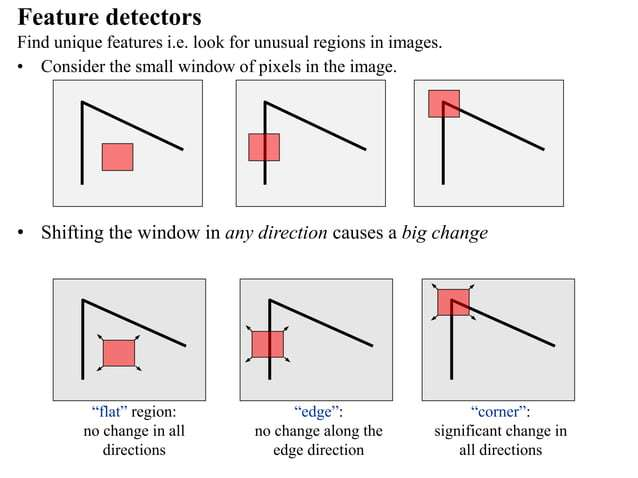 Feature detectors
Find unique features i.e. look for unusual regions in images.
• Consider the small window of pixels in the image.
• Shifting the window in any direction causes a big change
“flat” region:
no change in all
directions
“edge”:
no change along the
edge direction
“corner”:
significant change in
all directions